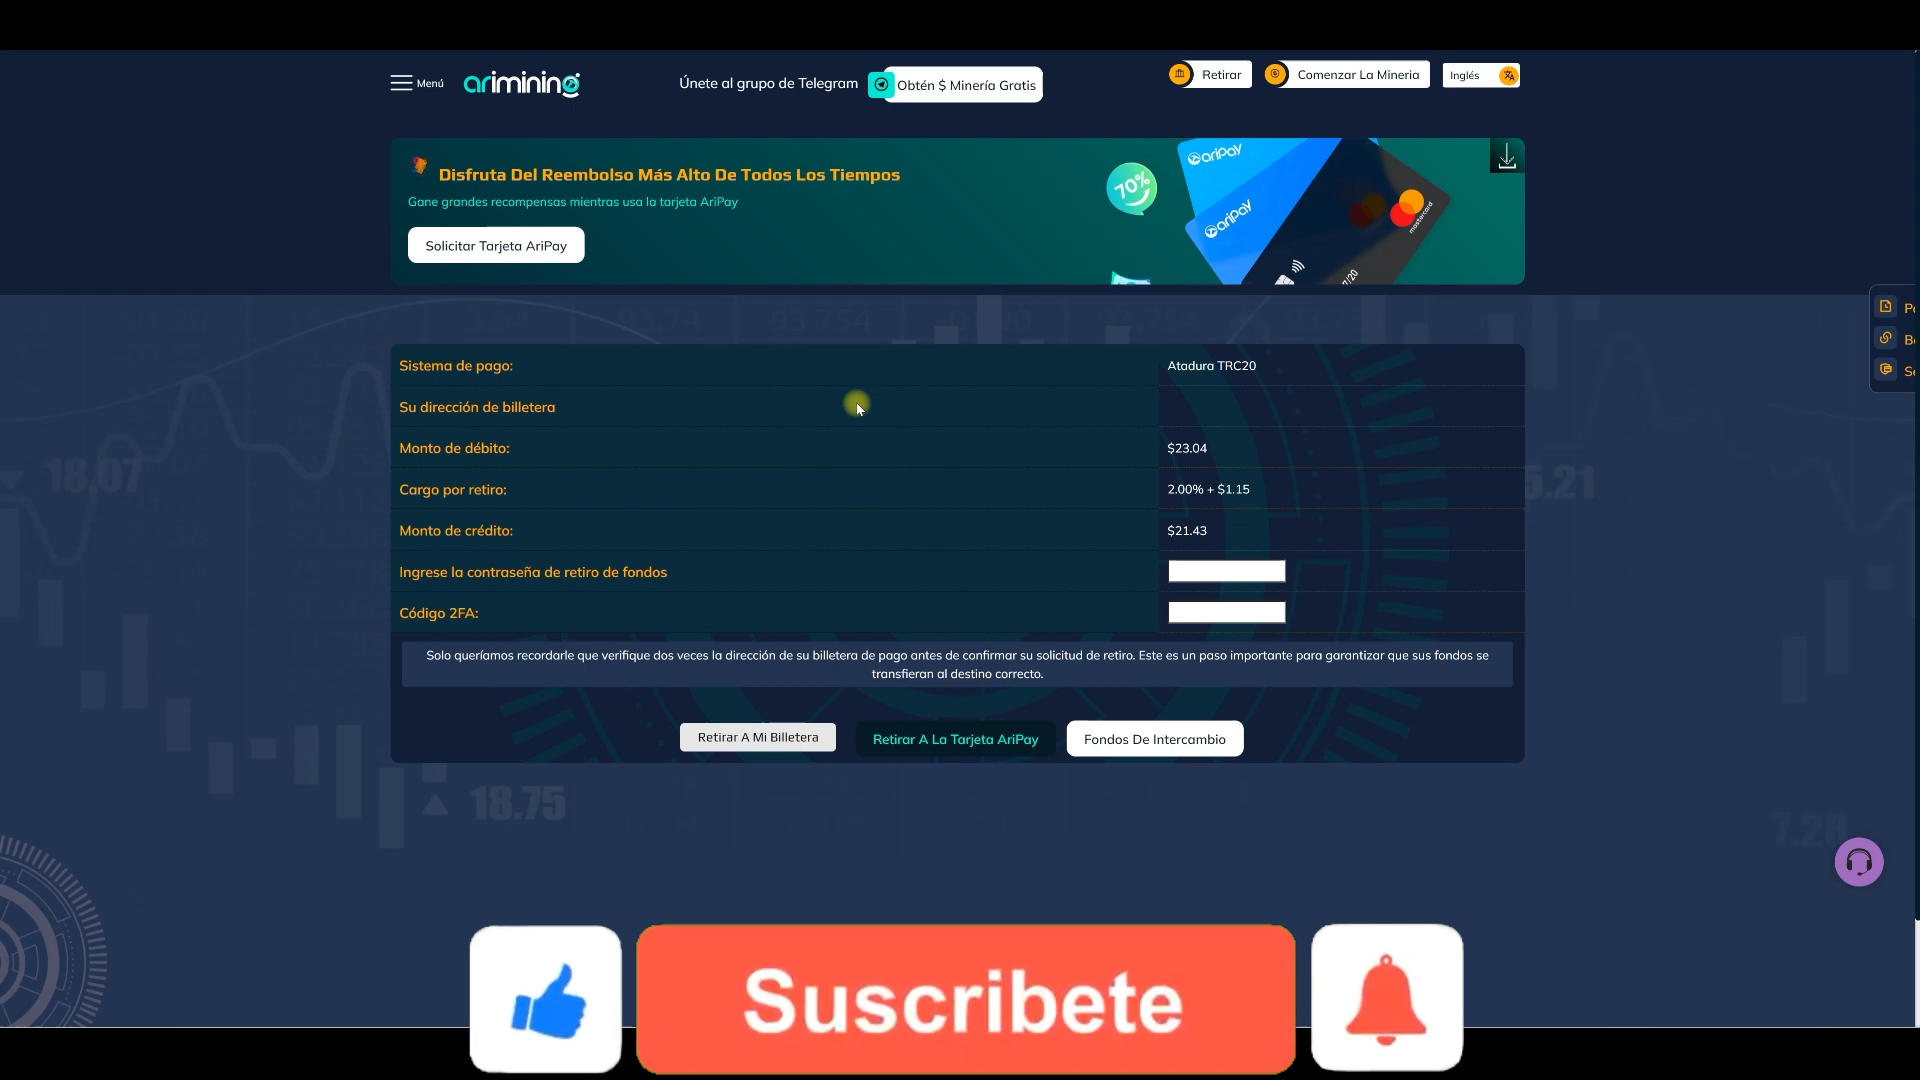 Menú
arimining
Únete al grupo de Telegram
Obtén $ Minería Gratis
Retirar
Comenzar La Mineria
Inglés
Disfruta Del Reembolso Más Alto De Todos Los Tiempos
Gane grandes recompensas mientras usa la tarjeta AriPay
Solicitar Tarjeta AriPay
70%
aripay
aripay
mastercard
Sistema de pago:
Atadura TRC20
Su dirección de billetera
Monto de débito:
$23.04
Cargo por retiro:
2.00% + $1.15
Monto de crédito:
$21.43
Ingrese la contraseña de retiro de fondos
Código 2FA:
Solo queríamos recordarle que verifique dos veces la dirección de su billetera de pago antes de confirmar su solicitud de retiro. Este es un paso importante para garantizar que sus fondos se
transfieran al destino correcto.
Retirar A Mi Billetera
Retirar A La Tarjeta AriPay
Fondos De Intercambio
18.07
5.21
18.75
7.28
Suscribete